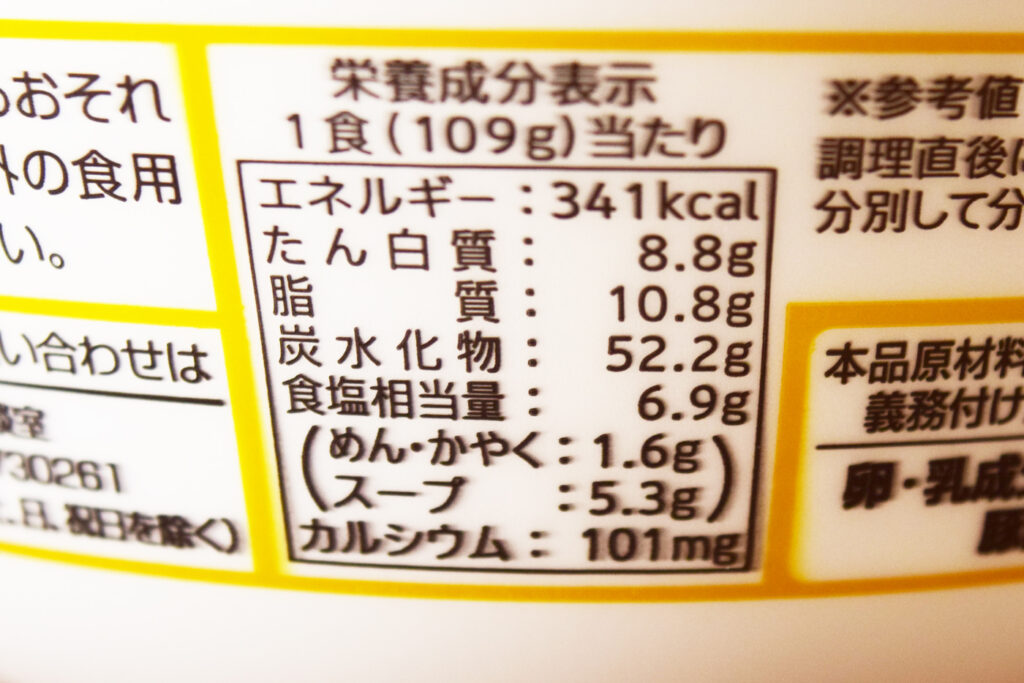 おそれ
外の食用
い。
い合わせは
談室
730261
日、祝日を除く)
栄養成分表示
1食(109g)当たり
エネルギー:341kcal
たん白質: 8.8g
脂質: 10.8g
炭水化物: 52.2g
食塩相当量: 6.9g
(めん・かやく:1.6g
スープ:5.3g)
カルシウム: 101mg
※参考値
調理直後に
分別して分
本品原材料
義務付け
卵・乳成分
豚